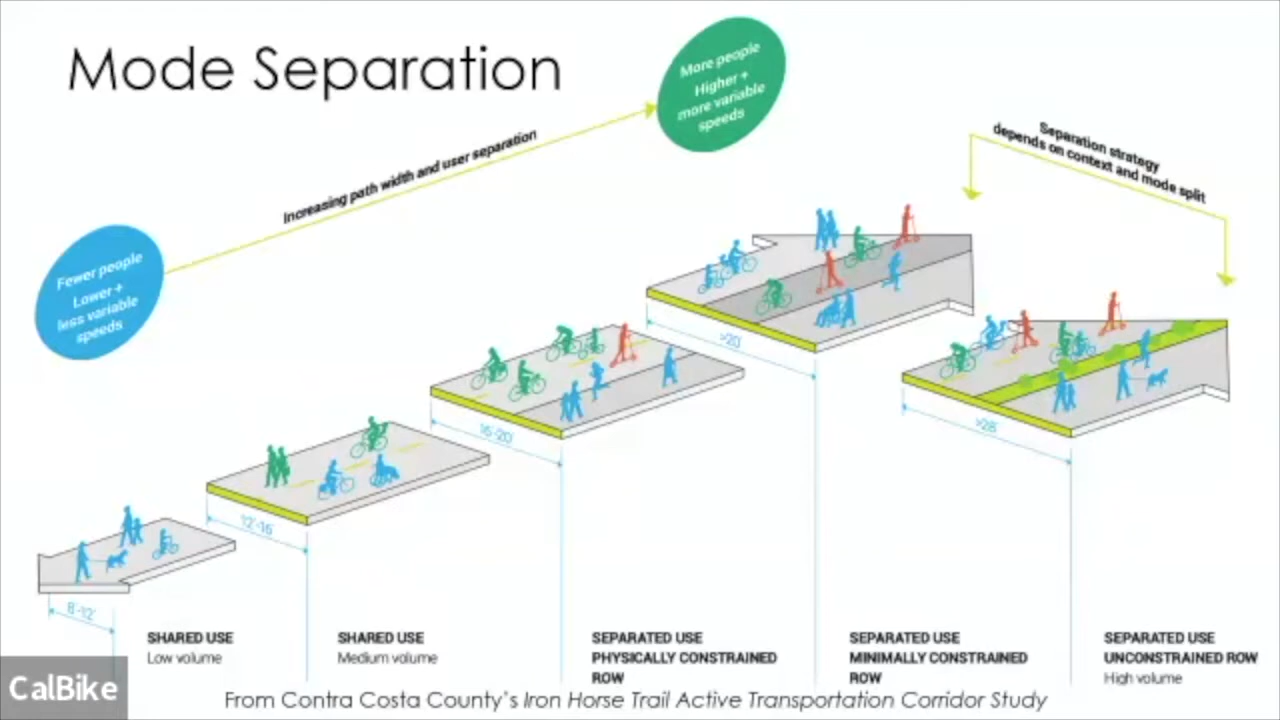 Mode Separation
More people
Higher +
more variable
speeds
Increasing path width and user separation
Separation strategy
depends on context and mode split
Fewer people
Lower +
less variable
speeds
>20'
>28'
16'-20'
12'-16'
8'-12'
SHARED USE
Low volume
SHARED USE
Medium volume
SEPARATED USE
PHYSICALLY CONSTRAINED
ROW
SEPARATED USE
MINIMALLY CONSTRAINED
ROW
SEPARATED USE
UNCONSTRAINED ROW
High volume
CalBike
From Contra Costa County's Iron Horse Trail Active Transportation Corridor Study